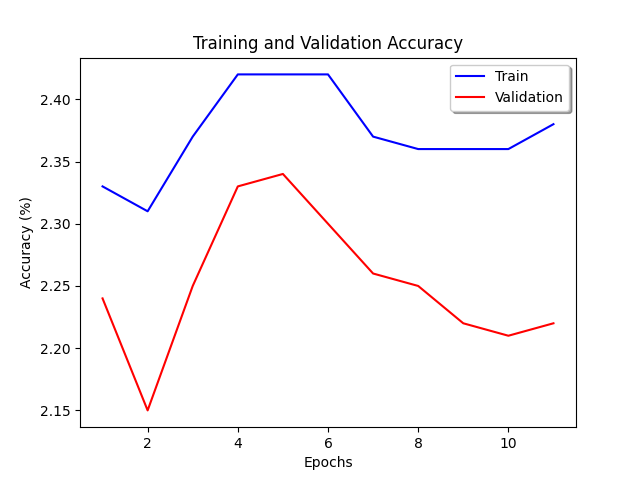 Training and Validation Accuracy
Train
Validation
2.40
2.35
2.30
2.25
2.20
2.15
Accuracy (%)
2 4 6 8 10
Epochs